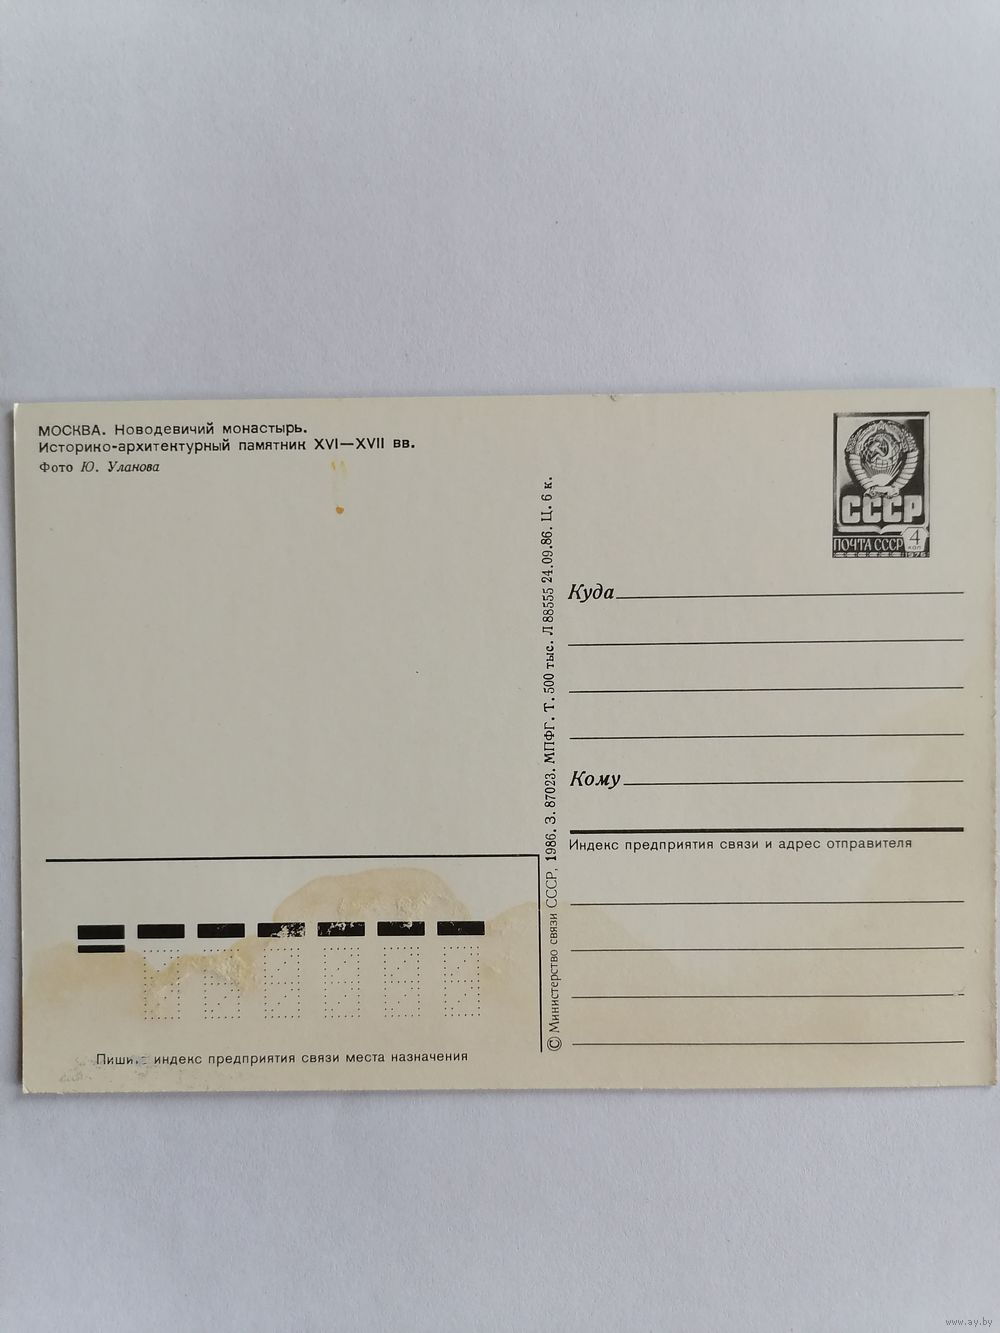 МОСКВА. Новодевичий монастырь.
Историко-архитектурный памятник XVI—XVII вв.
Фото Ю. Уланова
СССР
ПОЧТА СССР 4 КОП
1976
© Министерство связи СССР, 1986. З. 87023. МПФГ. Т. 500 тыс. Л 88555 24.09.86. Ц. 6 к.
Куда
Кому
Индекс предприятия связи и адрес отправителя
индекс предприятия связи места назначения
www.ay.by